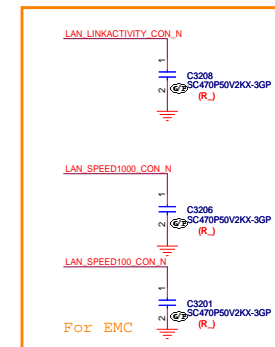 LAN_LINKACTIVITY_CON_N
1
C3208
SC470P50V2KX-3GP
2
G/P
(R_)
LAN_SPEED1000_CON_N
1
C3206
SC470P50V2KX-3GP
2
G/P
(R_)
LAN_SPEED100_CON_N
1
C3201
SC470P50V2KX-3GP
2
G/P
(R_)
For EMC